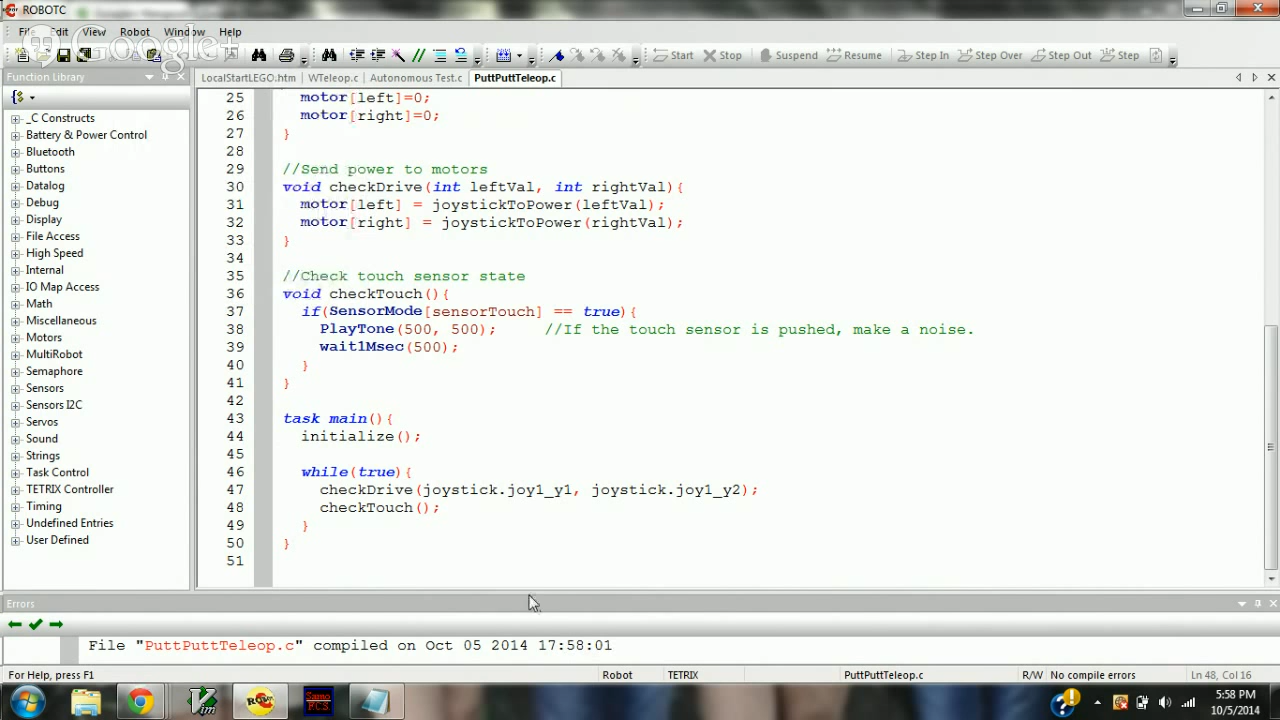 ROBOTC
File Edit View Robot Window Help
Google+
Start Stop Suspend Resume Step In Step Over Step Out Step
Function Library
LocalStartLEGO.htm WTeleop.c Autonomous Test.c PuttPuttTeleop.c
_C Constructs
Battery & Power Control
Bluetooth
Buttons
Datalog
Debug
Display
File Access
High Speed
Internal
IO Map Access
Math
Miscellaneous
Motors
MultiRobot
Semaphore
Sensors
Sensors I2C
Servos
Sound
Strings
Task Control
TETRIX Controller
Timing
Undefined Entries
User Defined
25 motor[left]=0;
26 motor[right]=0;
27 }
28
29 //Send power to motors
30 void checkDrive(int leftVal, int rightVal){
31 motor[left] = joystickToPower(leftVal);
32 motor[right] = joystickToPower(rightVal);
33 }
34
35 //Check touch sensor state
36 void checkTouch(){
37 if(SensorMode[sensorTouch] == true){
38 PlayTone(500, 500); //If the touch sensor is pushed, make a noise.
39 wait1Msec(500);
40 }
41 }
42
43 task main(){
44 initialize();
45
46 while(true){
47 checkDrive(joystick.joy1_y1, joystick.joy1_y2);
48 checkTouch();
49 }
50 }
51
Errors
File "PuttPuttTeleop.c" compiled on Oct 05 2014 17:58:01
For Help, press F1 Robot TETRIX PuttPuttTeleop.c R/W No compile errors Ln 48, Col 16
5:58 PM
10/5/2014